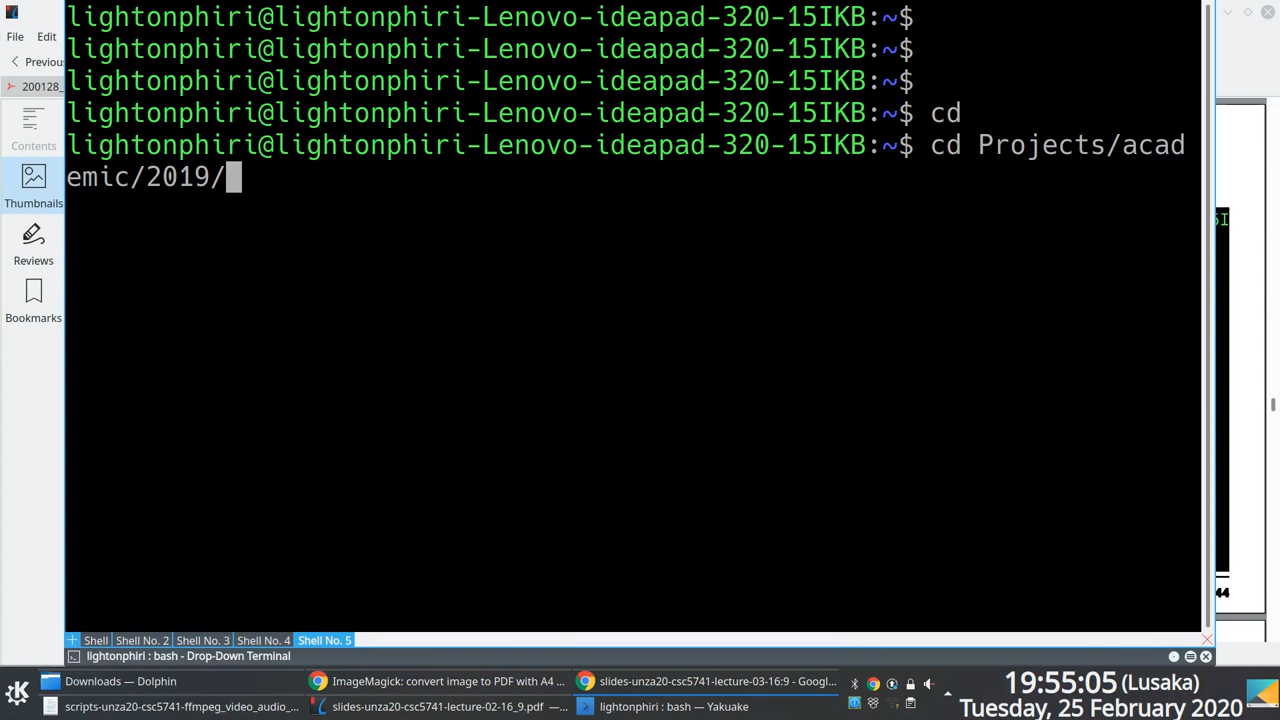 File Edit
Previou
200128_
Contents
Thumbnails
Reviews
Bookmarks
lightonphiri@lightonphiri-Lenovo-ideapad-320-15IKB:~$
lightonphiri@lightonphiri-Lenovo-ideapad-320-15IKB:~$
lightonphiri@lightonphiri-Lenovo-ideapad-320-15IKB:~$
lightonphiri@lightonphiri-Lenovo-ideapad-320-15IKB:~$ cd
lightonphiri@lightonphiri-Lenovo-ideapad-320-15IKB:~$ cd Projects/acad
emic/2019/
44
Shell Shell No. 2 Shell No. 3 Shell No. 4 Shell No. 5
lightonphiri : bash - Drop-Down Terminal
Downloads — Dolphin
ImageMagick: convert image to PDF with A4 ...
slides-unza20-csc5741-lecture-03-16:9 - Goog...
scripts-unza20-csc5741-ffmpeg_video_audio_...
slides-unza20-csc5741-lecture-02-16_9.pdf —...
lightonphiri : bash — Yakuake
19:55:05 (Lusaka)
Tuesday, 25 February 2020